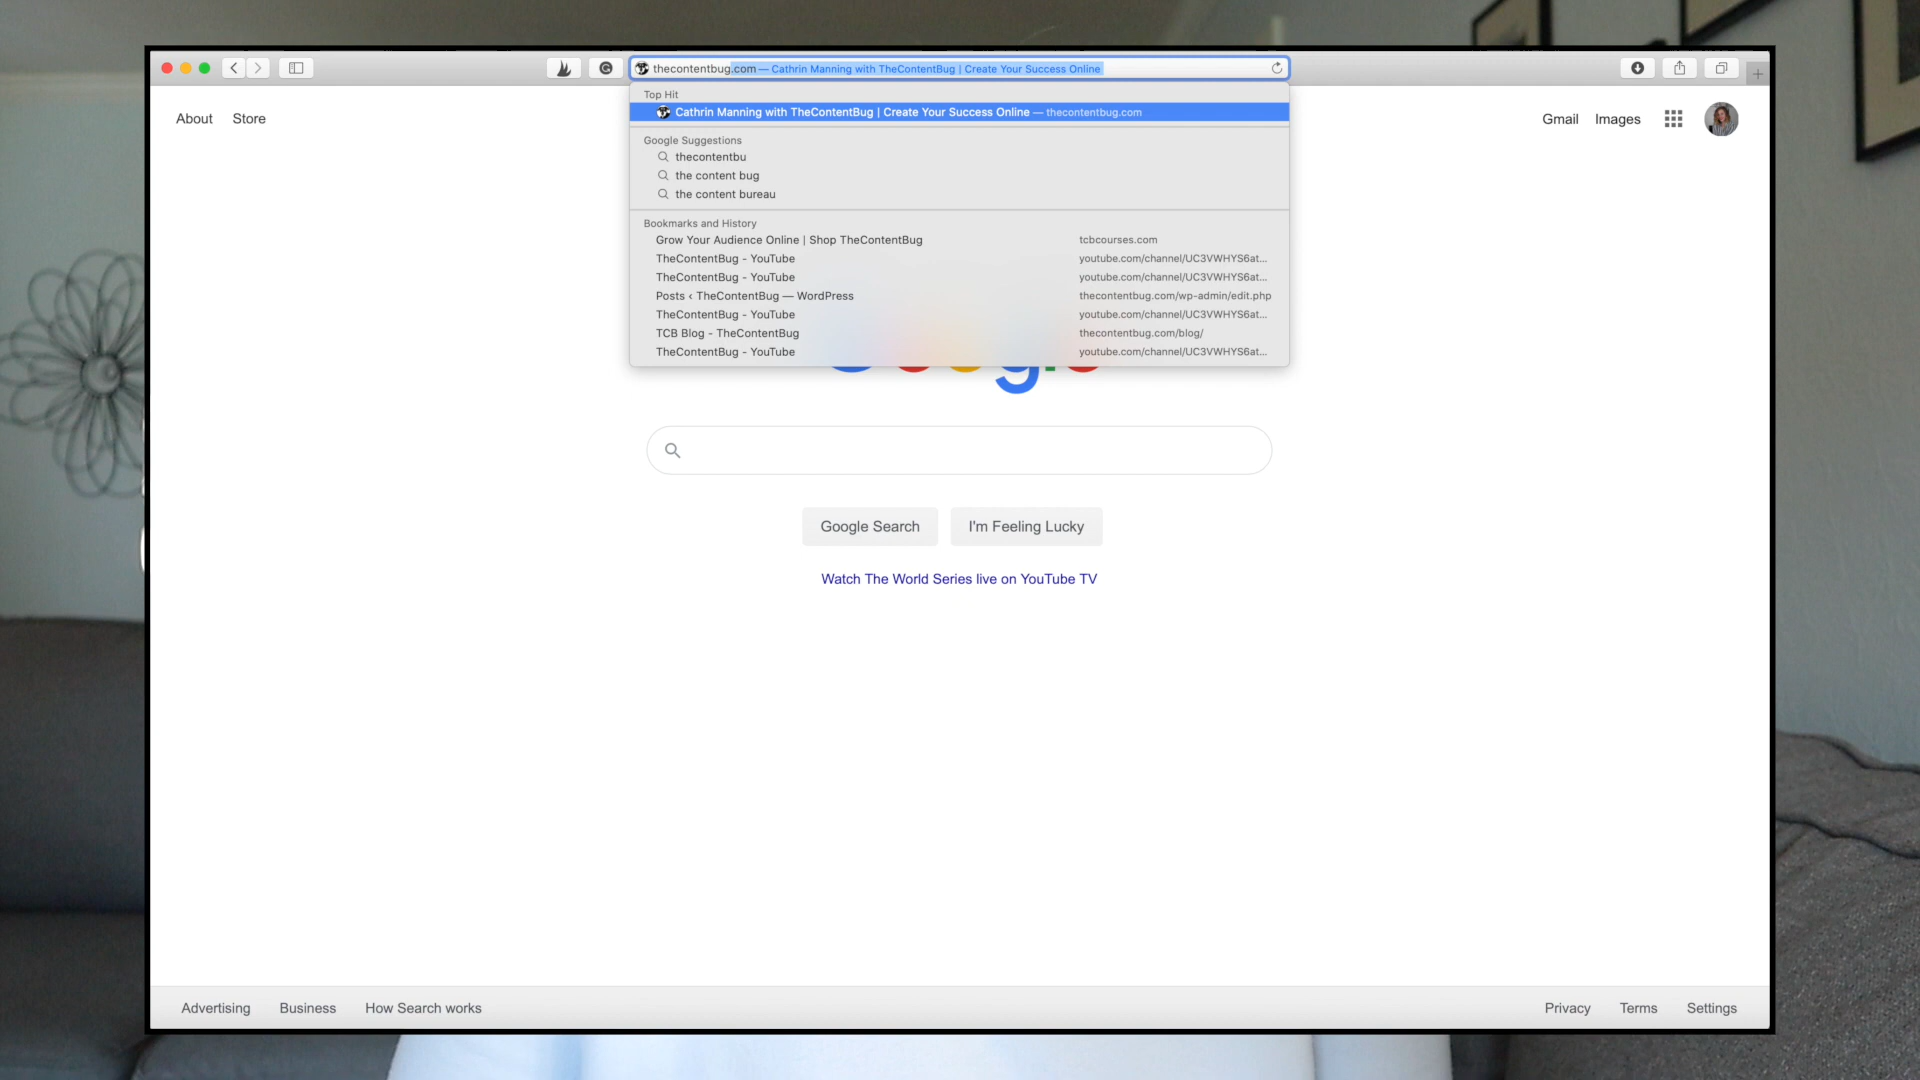 thecontentbug.com — Cathrin Manning with TheContentBug | Create Your Success Online
Top Hit
Cathrin Manning with TheContentBug | Create Your Success Online — thecontentbug.com
About Store
Gmail Images
Google Suggestions
thecontentbu
the content bug
the content bureau
Bookmarks and History
Grow Your Audience Online | Shop TheContentBug tcbcourses.com
TheContentBug - YouTube youtube.com/channel/UC3VWHYS6at...
TheContentBug - YouTube youtube.com/channel/UC3VWHYS6at...
Posts ‹ TheContentBug — WordPress thecontentbug.com/wp-admin/edit.php
TheContentBug - YouTube youtube.com/channel/UC3VWHYS6at...
TCB Blog - TheContentBug thecontentbug.com/blog/
TheContentBug - YouTube youtube.com/channel/UC3VWHYS6at...
Google Search I'm Feeling Lucky
Watch The World Series live on YouTube TV
Advertising Business How Search works Privacy Terms Settings